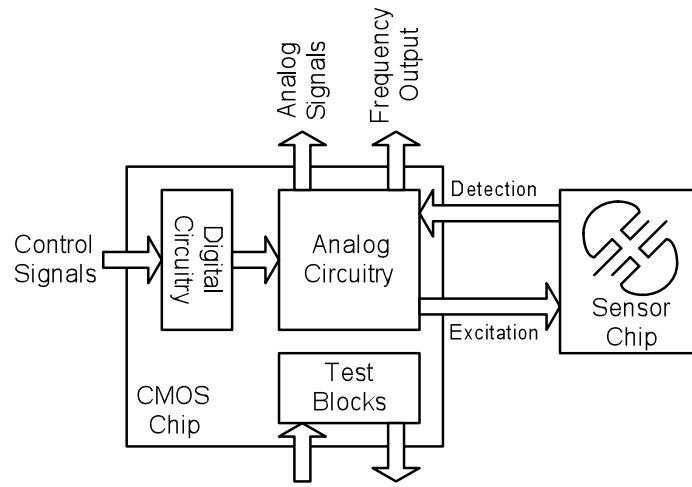 Analog
Signals
Frequency
Output
Detection
Control
Signals
Digital
Circuitry
Analog
Circuitry
Sensor
Chip
Excitation
Test
Blocks
CMOS
Chip